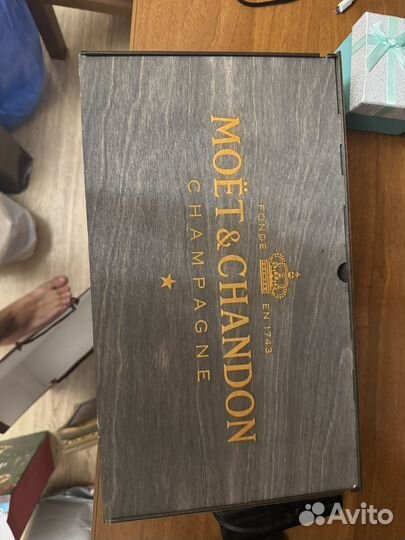 FONDE EN 1743
MOËT & CHANDON
CHAMPAGNE
Avito